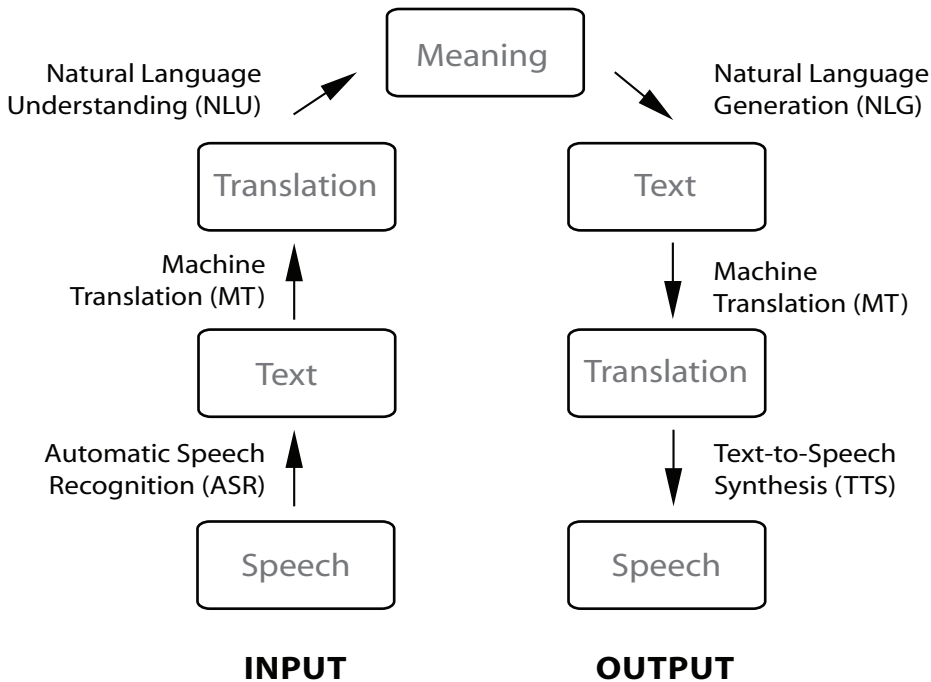 Meaning
Natural Language
Understanding (NLU)
Natural Language
Generation (NLG)
Translation
Text
Machine
Translation (MT)
Machine
Translation (MT)
Text
Translation
Automatic Speech
Recognition (ASR)
Text-to-Speech
Synthesis (TTS)
Speech
Speech
INPUT
OUTPUT